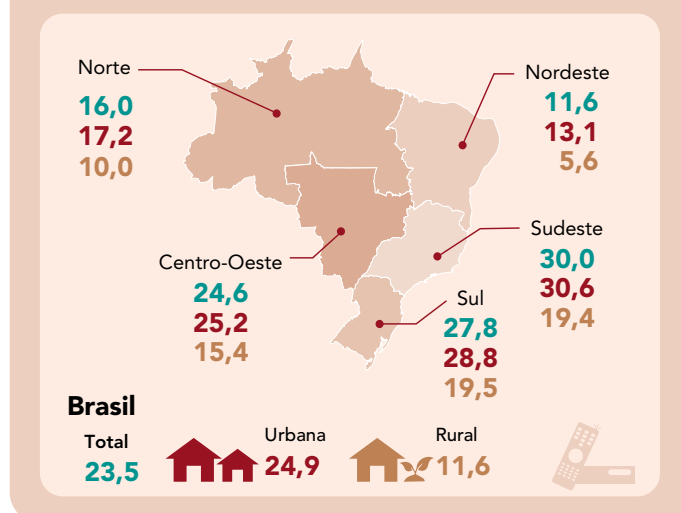 Norte
16,0
17,2
10,0
Nordeste
11,6
13,1
5,6
Centro-Oeste
24,6
25,2
15,4
Sudeste
30,0
30,6
19,4
Sul
27,8
28,8
19,5
Brasil
Total
23,5
Urbana
24,9
Rural
11,6